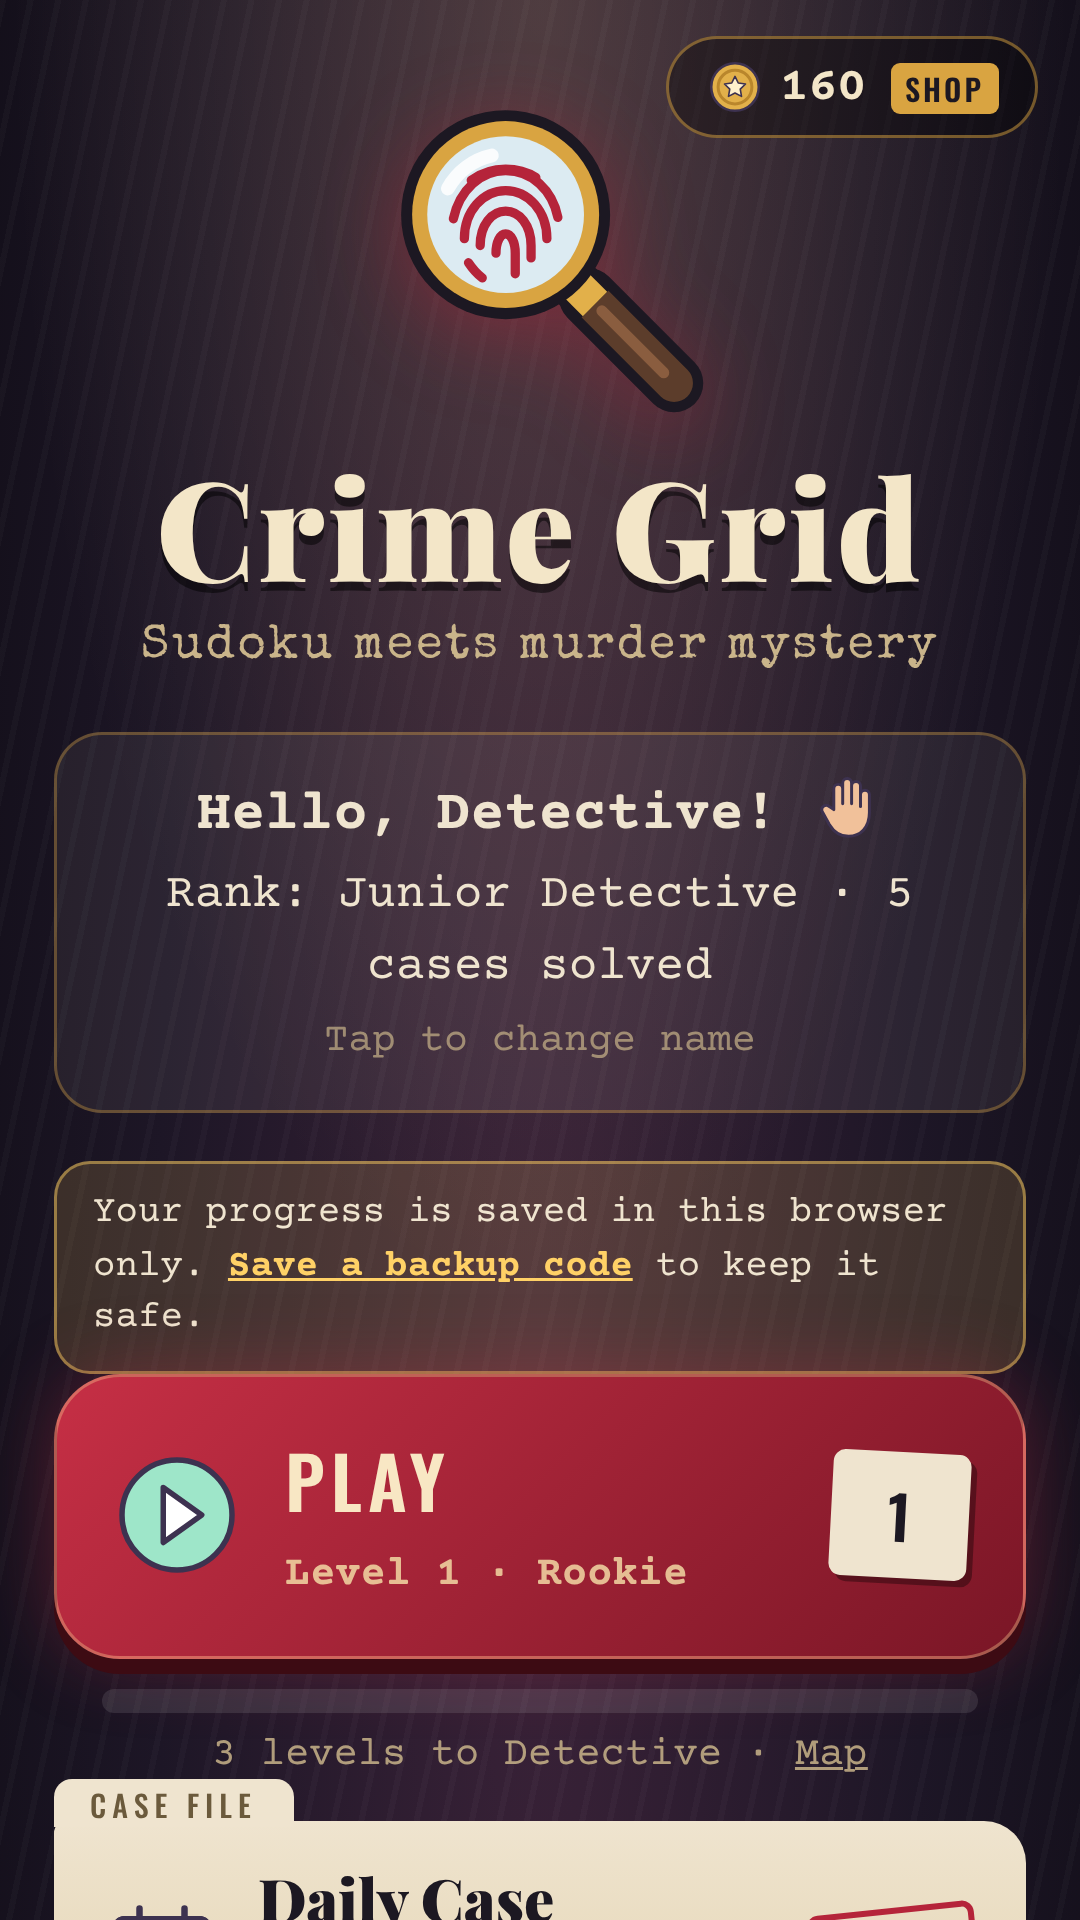 160 SHOP
Crime Grid
Sudoku meets murder mystery
Hello, Detective!
Rank: Junior Detective · 5
cases solved
Tap to change name
Your progress is saved in this browser
only. Save a backup code to keep it
safe.
PLAY
Level 1 · Rookie
1
3 levels to Detective · Map
CASE FILE
Daily Case